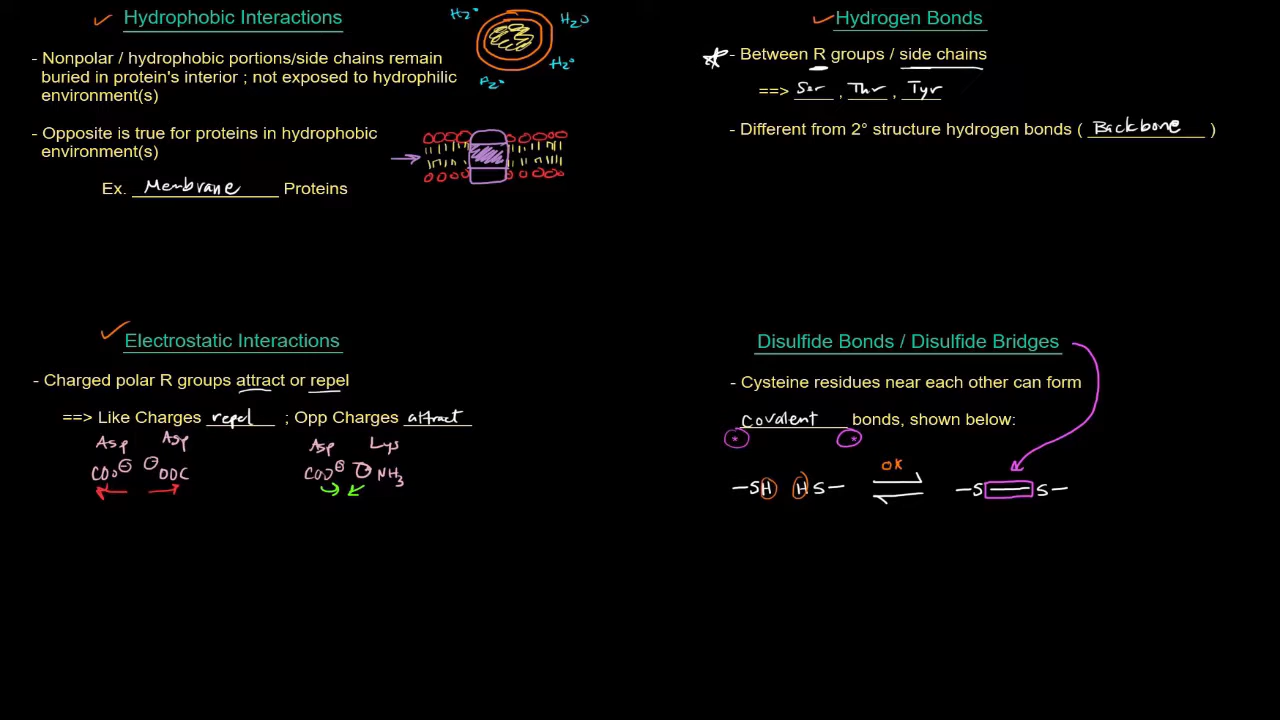 Hydrophobic Interactions
H2O
H2O
H2O
H2O
- Nonpolar / hydrophobic portions/side chains remain
buried in protein's interior ; not exposed to hydrophilic
environment(s)
- Opposite is true for proteins in hydrophobic
environment(s)
Ex. Membrane Proteins
Hydrogen Bonds
- Between R groups / side chains
==> Ser , Thr , Tyr
- Different from 2° structure hydrogen bonds ( Backbone )
Electrostatic Interactions
- Charged polar R groups attract or repel
==> Like Charges repel ; Opp Charges attract
Asp Asp Asp Lys
COO⊖ ⊖OOC COO⊖ NH3
Disulfide Bonds / Disulfide Bridges
- Cysteine residues near each other can form
covalent bonds, shown below:
* *
OX
—SH HS— —S—S—